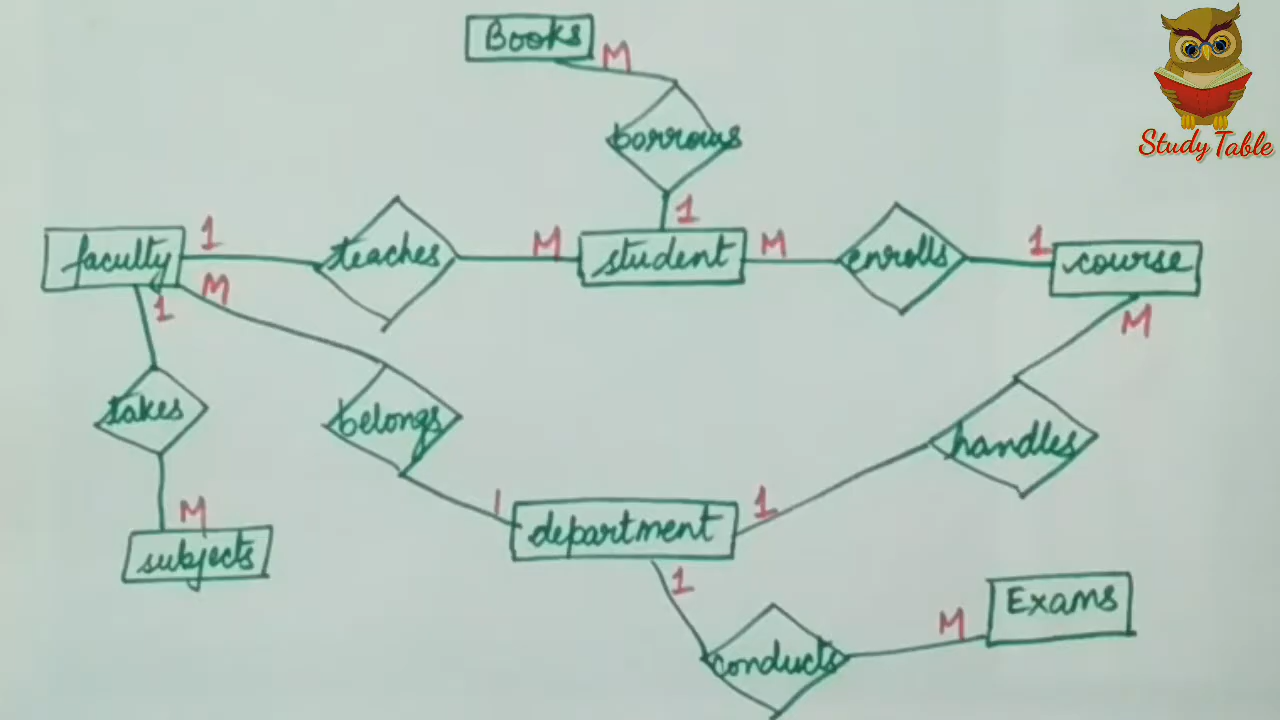 Books
M
borrows
Study Table
1
1
M
M
1
faculty
teaches
student
enrolls
course
M
1
M
takes
belongs
handles
M
1
1
department
subjects
1
M
Exams
conducts